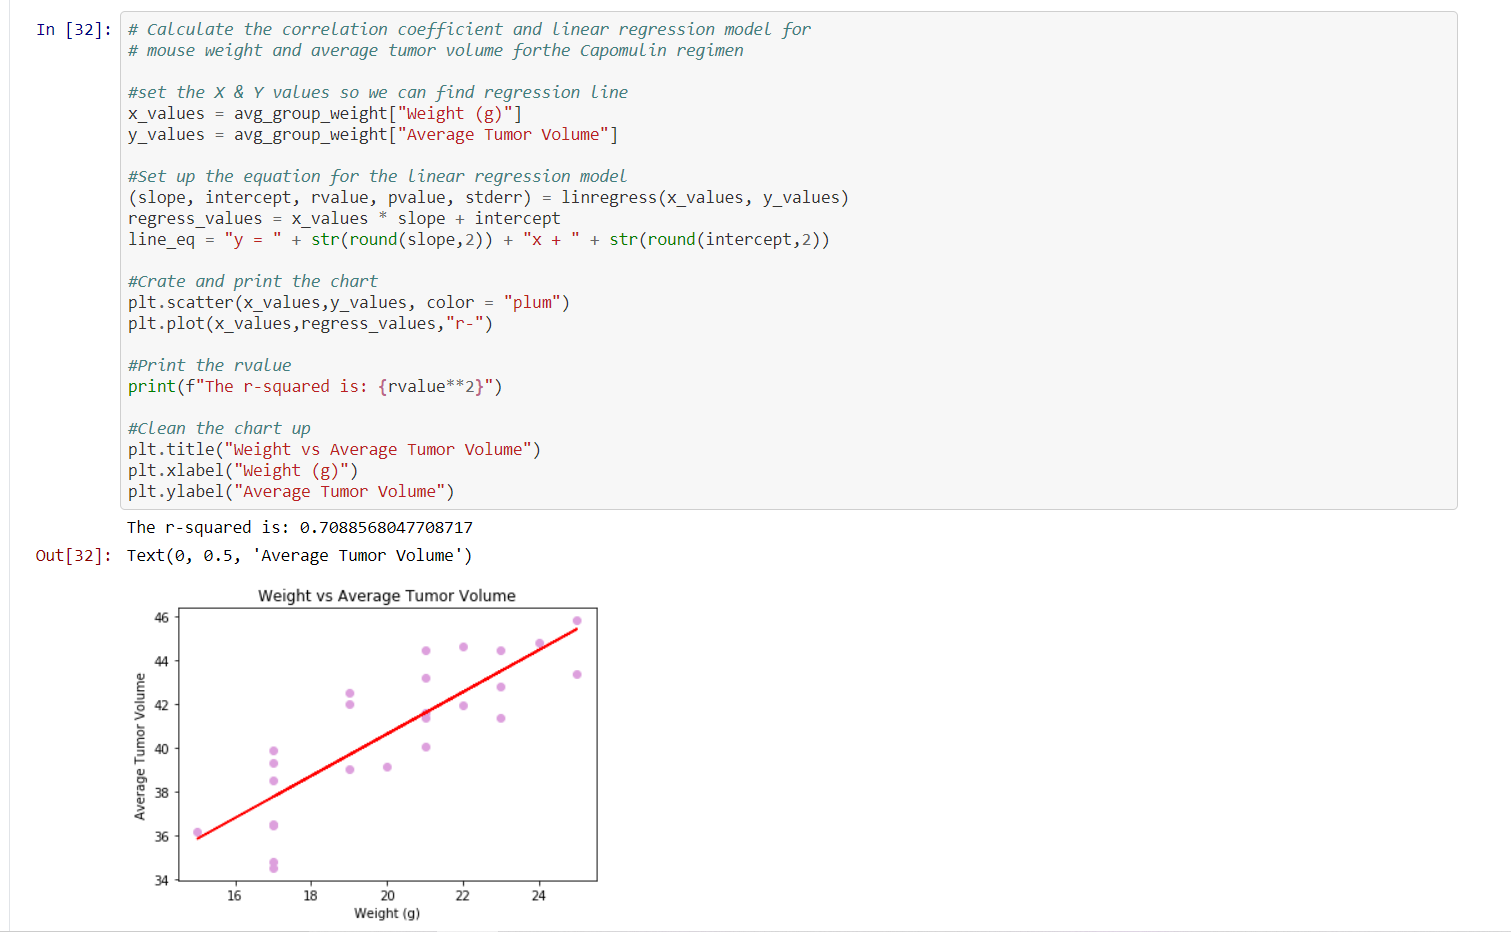 In [32]:
# Calculate the correlation coefficient and linear regression model for
# mouse weight and average tumor volume forthe Capomulin regimen
#set the X & Y values so we can find regression line
x_values = avg_group_weight["Weight (g)"]
y_values = avg_group_weight["Average Tumor Volume"]
#Set up the equation for the linear regression model
(slope, intercept, rvalue, pvalue, stderr) = linregress(x_values, y_values)
regress_values = x_values * slope + intercept
line_eq = "y = " + str(round(slope,2)) + "x + " + str(round(intercept,2))
#Crate and print the chart
plt.scatter(x_values,y_values, color = "plum")
plt.plot(x_values,regress_values,"r-")
#Print the rvalue
print(f"The r-squared is: {rvalue**2}")
#Clean the chart up
plt.title("Weight vs Average Tumor Volume")
plt.xlabel("Weight (g)")
plt.ylabel("Average Tumor Volume")
The r-squared is: 0.7088568047708717
Out[32]: Text(0, 0.5, 'Average Tumor Volume')
Weight vs Average Tumor Volume
Average Tumor Volume
46
44
42
40
38
36
34
16 18 20 22 24
Weight (g)